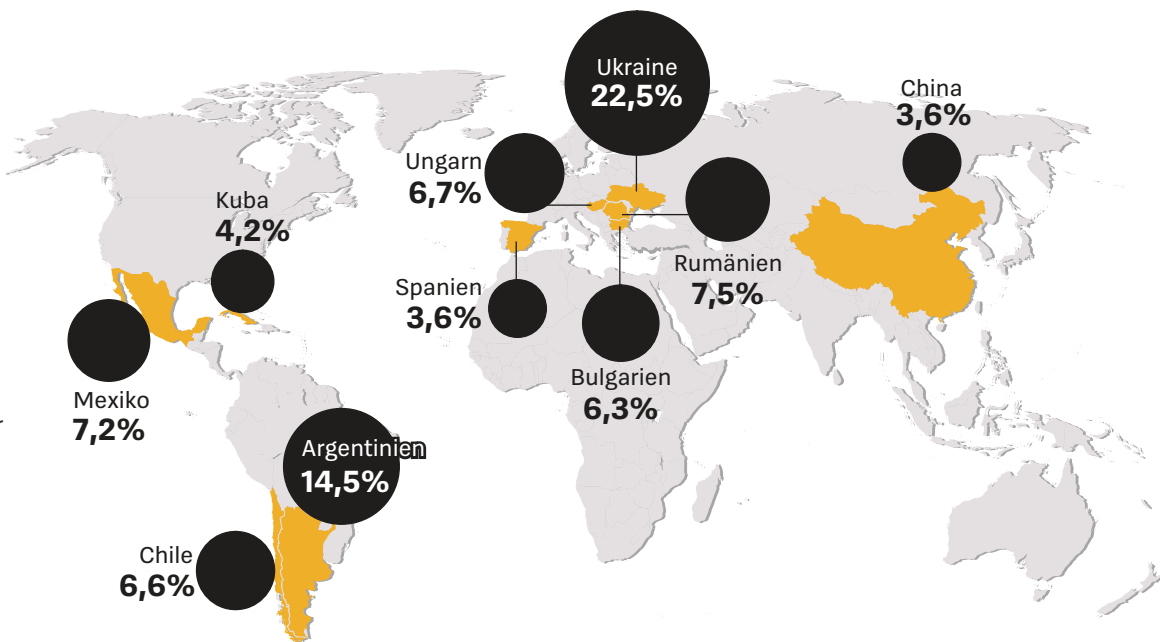 Ukraine
22,5%
China
3,6%
Ungarn
6,7%
Kuba
4,2%
Rumänien
7,5%
Spanien
3,6%
Bulgarien
6,3%
Mexiko
7,2%
Argentinien
14,5%
Chile
6,6%